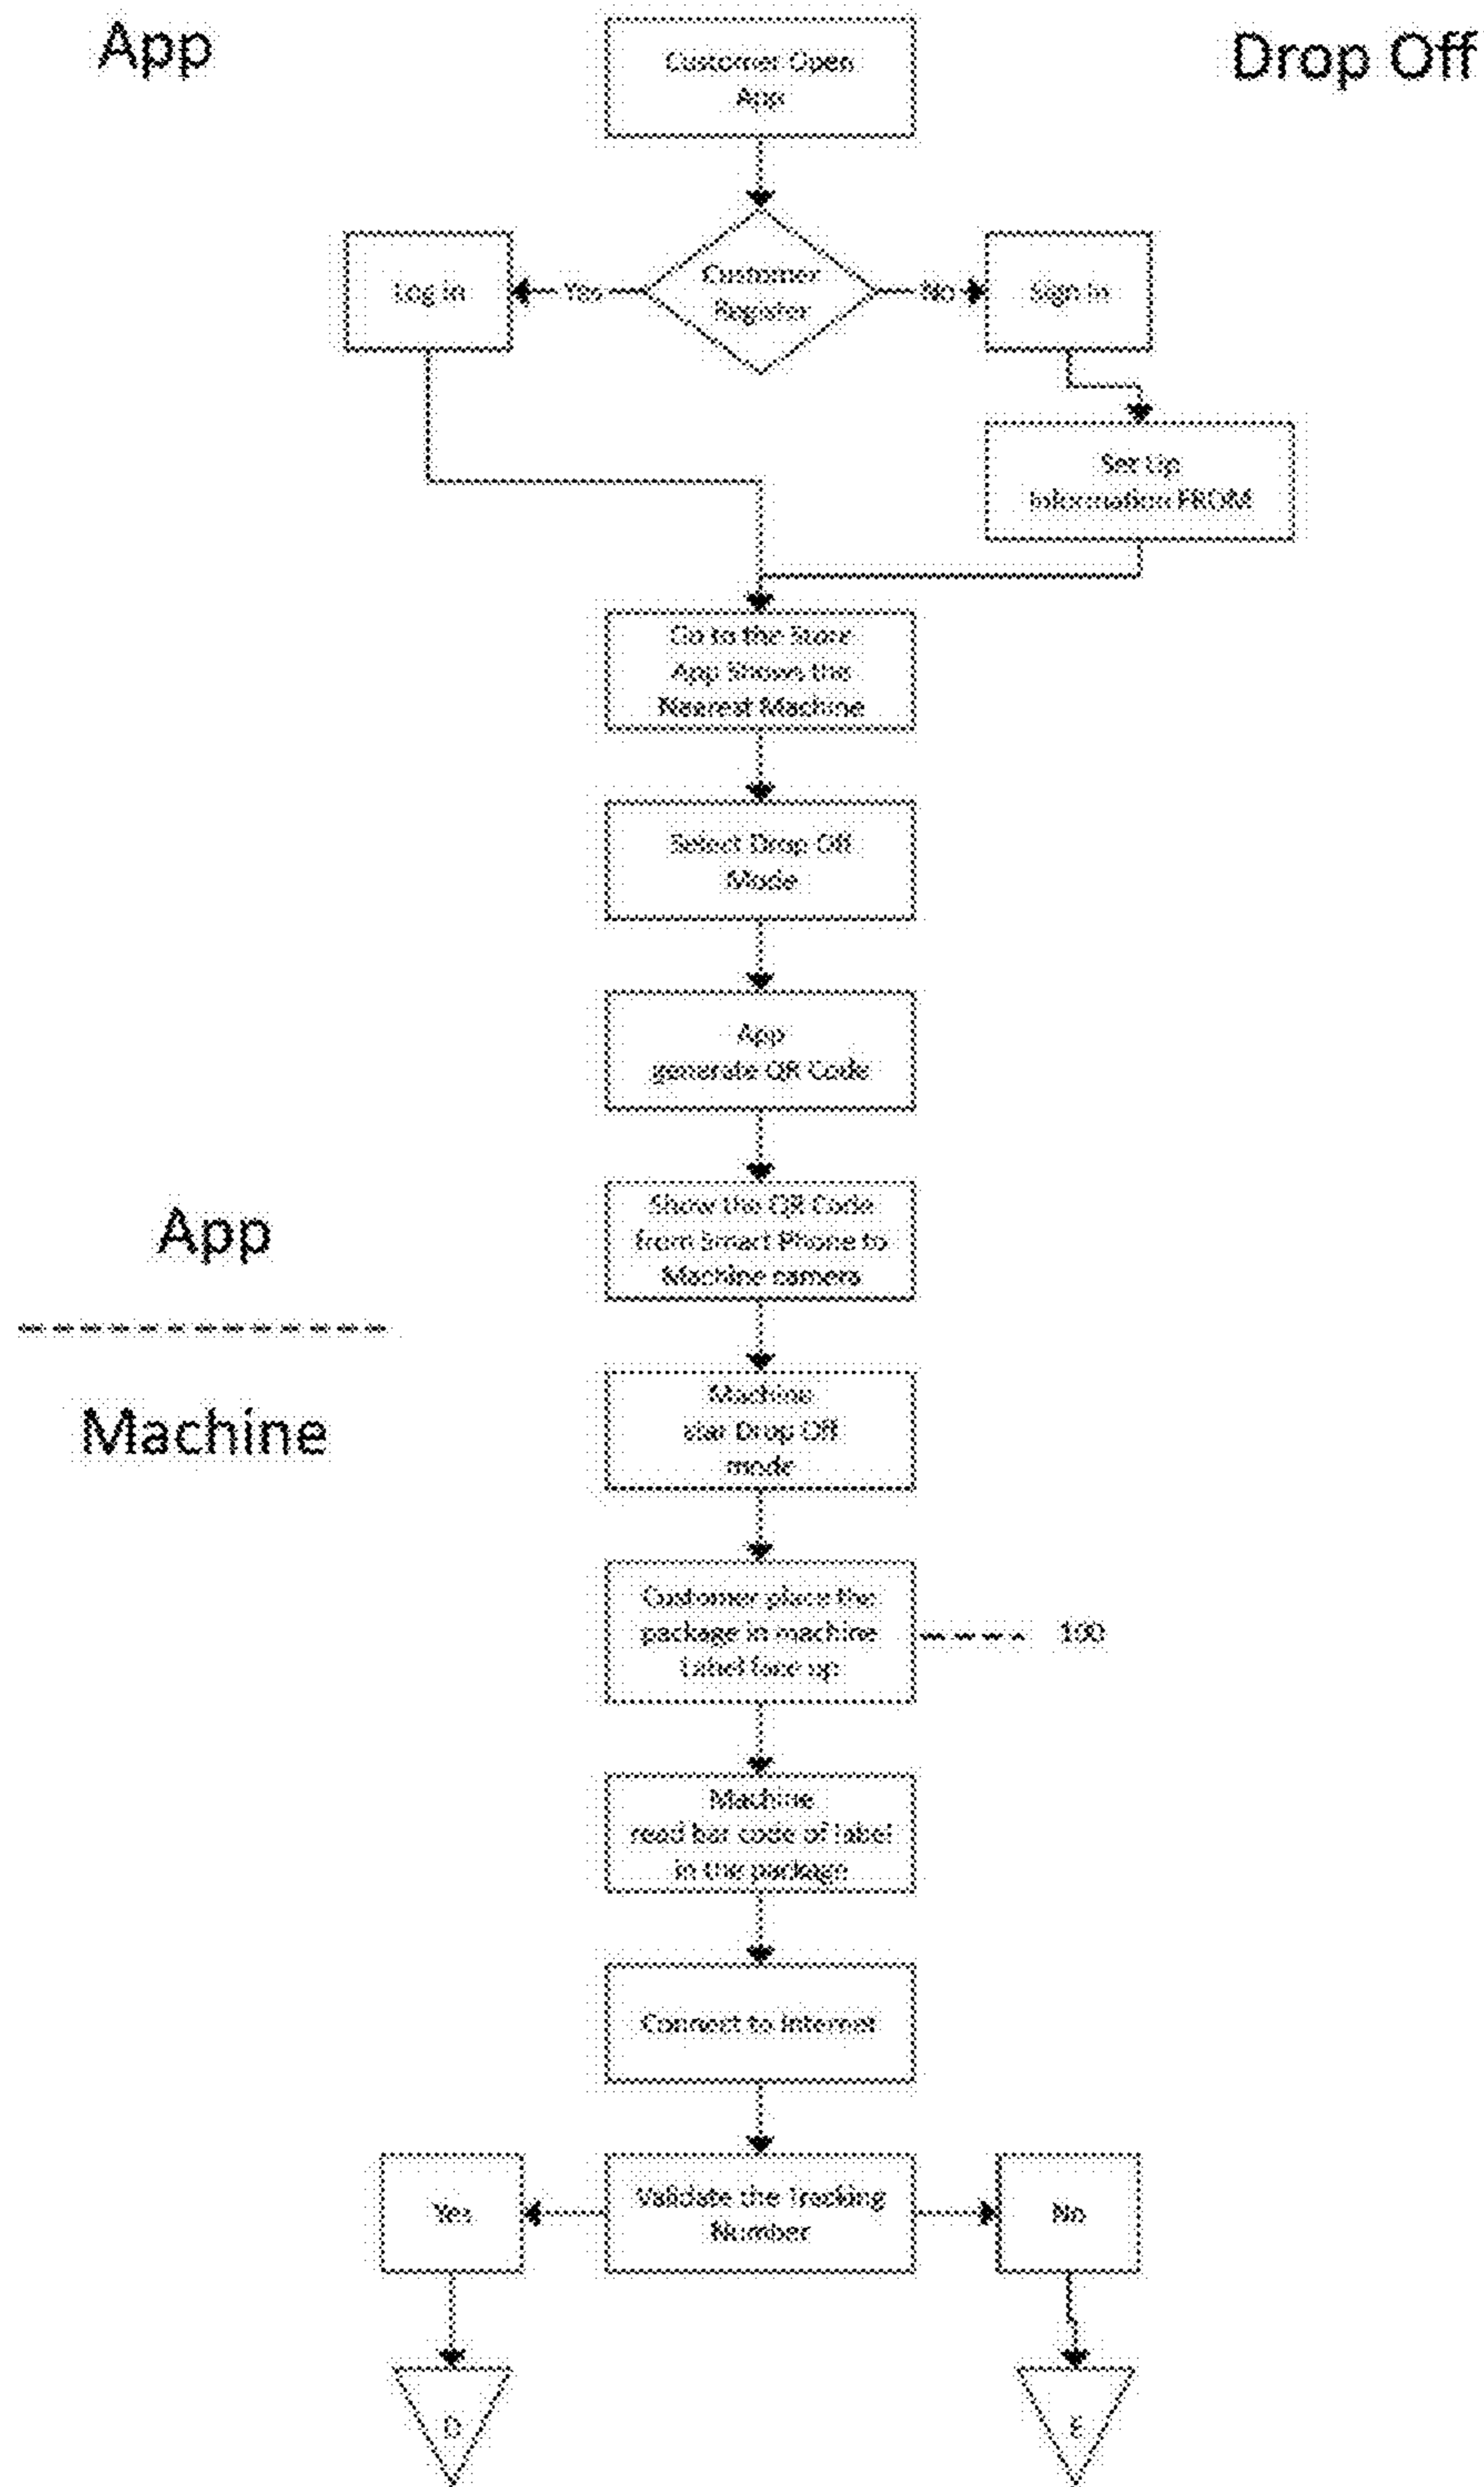 App
Drop Off
Customer Open
App
Customer
Register
Yes
No
Log in
Sign In
Set Up
Information FROM
Go to the Store
App Shows the
Nearest Machine
Select Drop Off
Mode
App
generate QR Code
Show the QR Code
from Smart Phone to
Machine camera
App
Machine
Machine
star Drop Off
mode
Customer place the
package in machine
Label face up
100
Machine
read bar code of label
in the package
Connect to Internet
Yes
Validate the Tracking
Number
No
D
E